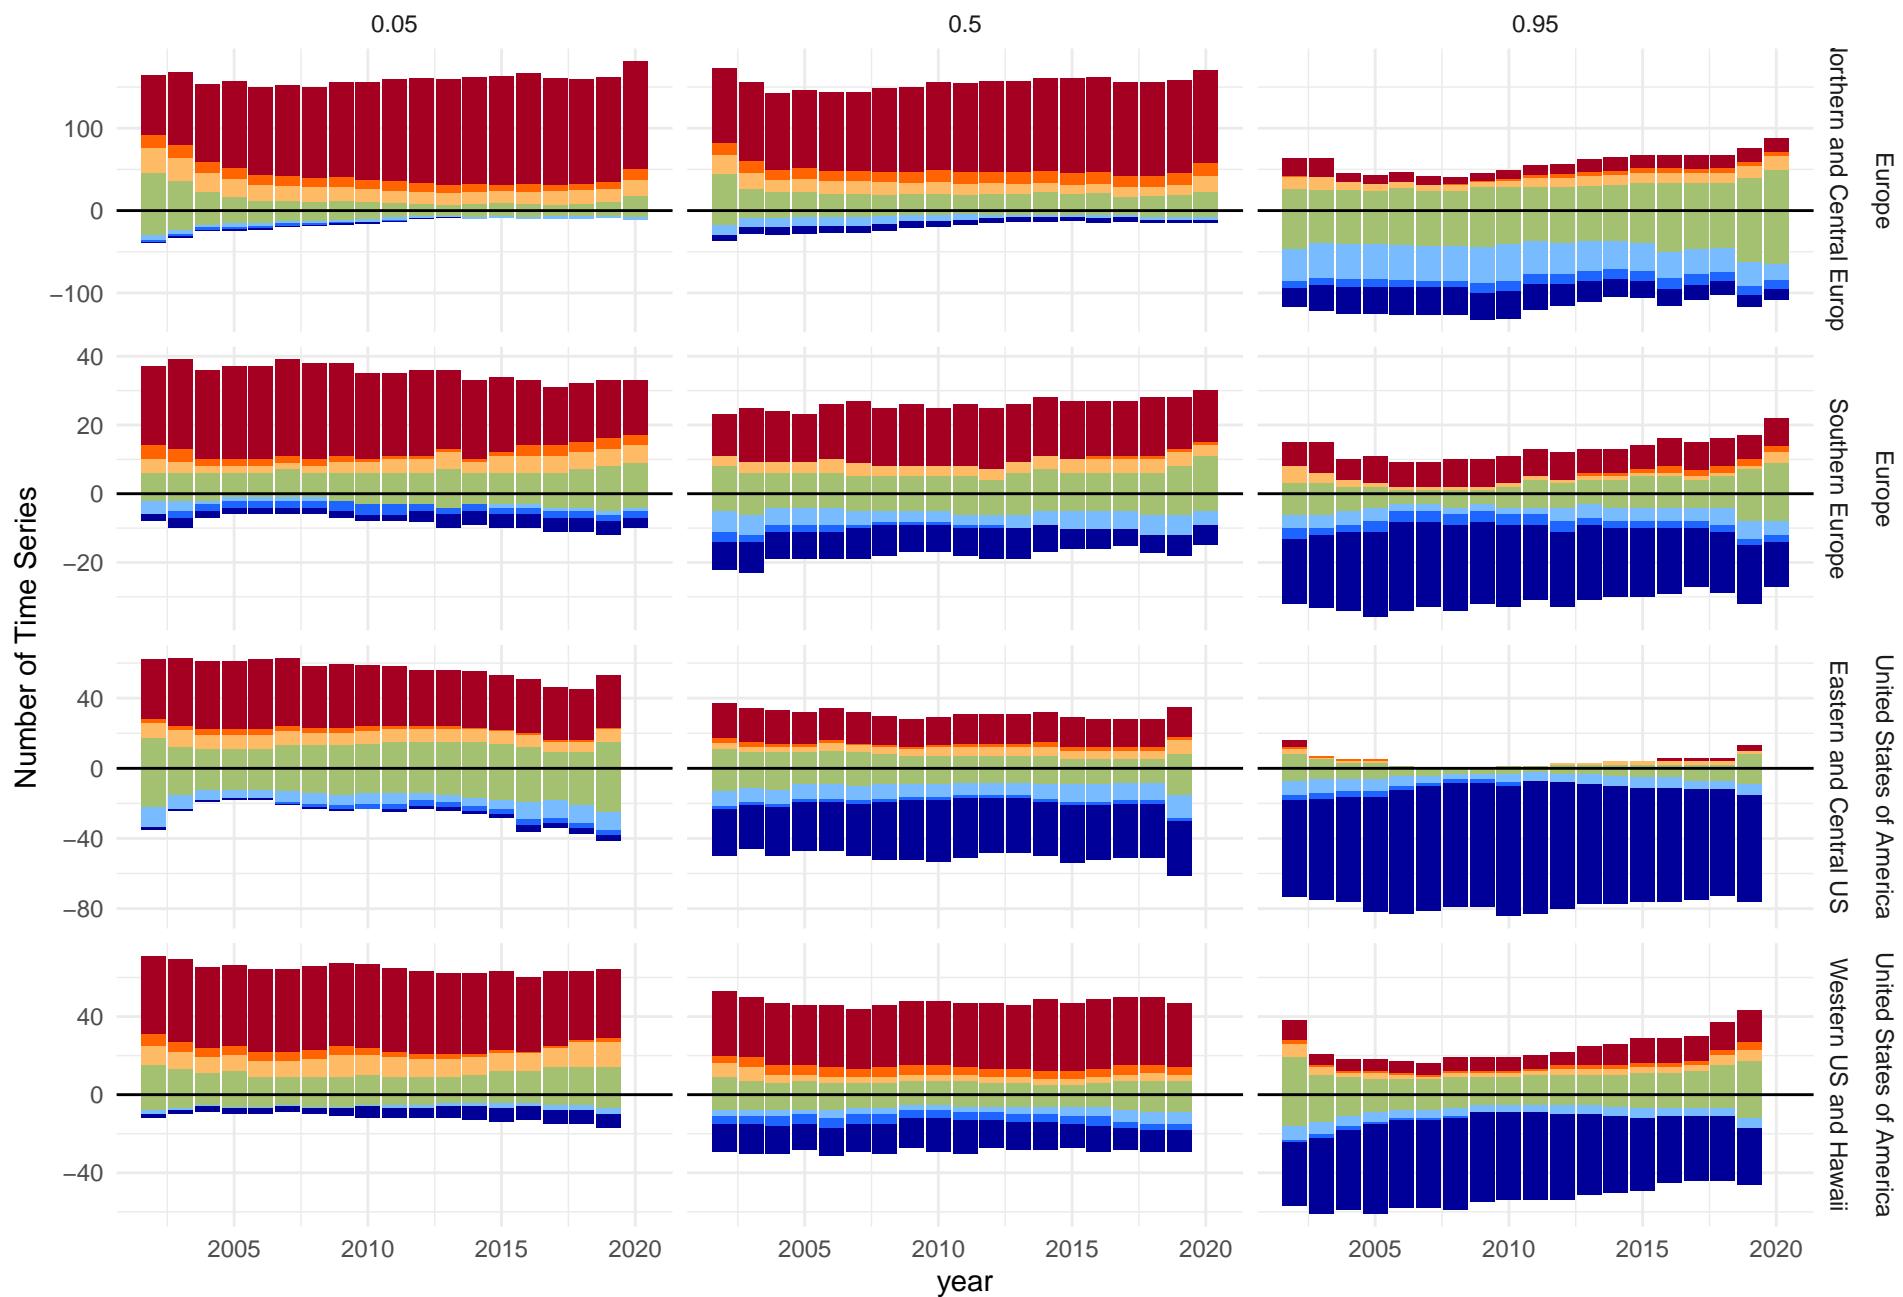 0.05 0.5 0.95
Number of Time Series
100
0
−100
orthern and Central Europ
Europe
40
20
0
−20
Southern Europe
Europe
40
0
−40
−80
Eastern and Central US
United States of America
40
0
−40
Western US and Hawaii
United States of America
2005 2010 2015 2020 2005 2010 2015 2020 2005 2010 2015 2020
year